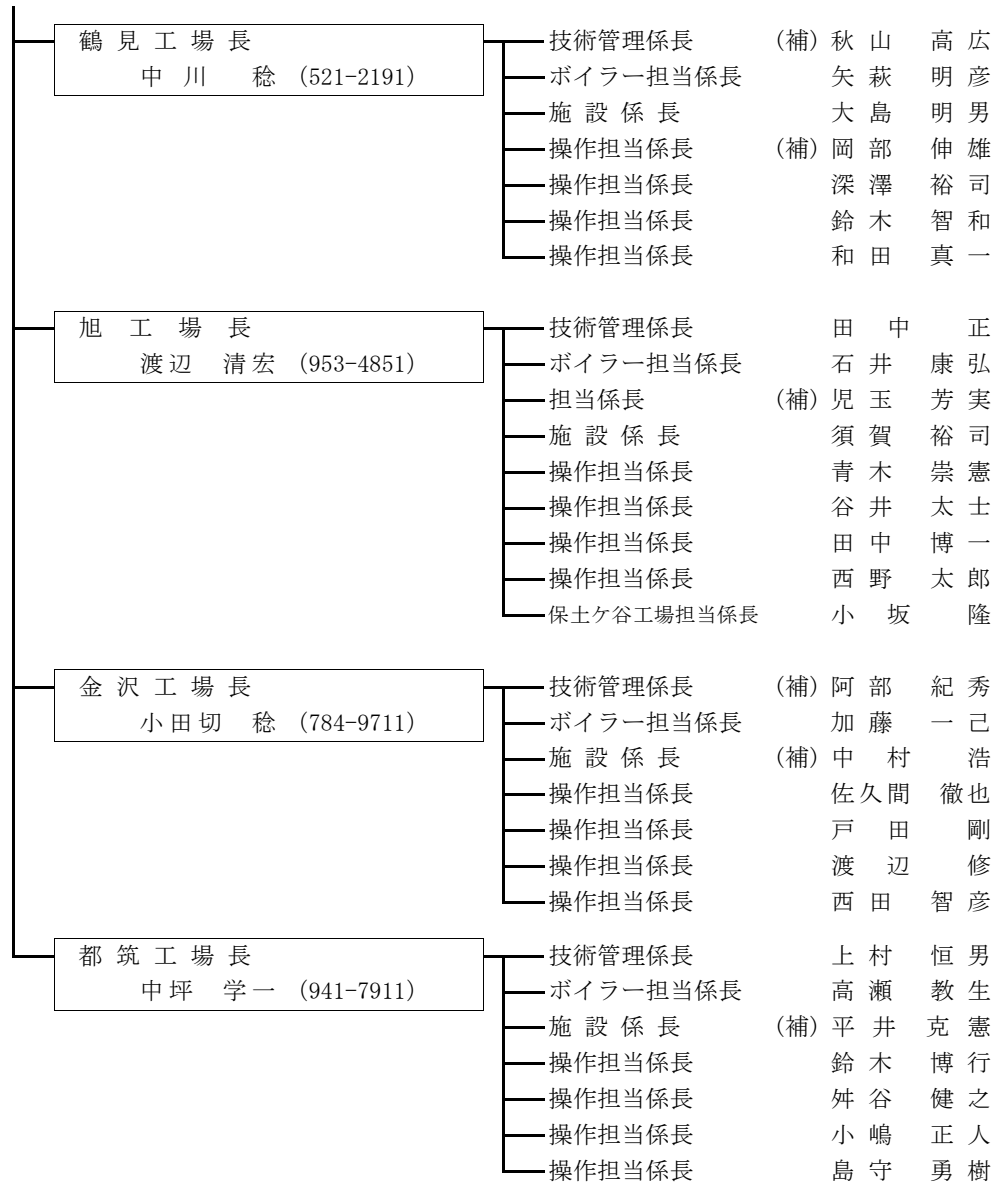 鶴見工場長
中川 稔 (521-2191)
技術管理係長 (補) 秋山 高広
ボイラー担当係長 矢萩 明彦
施設係長 大島 明男
操作担当係長 (補) 岡部 伸雄
操作担当係長 深澤 裕司
操作担当係長 鈴木 智和
操作担当係長 和田 真一
旭工場長
渡辺 清宏 (953-4851)
技術管理係長 田中 正
ボイラー担当係長 石井 康弘
担当係長 (補) 児玉 芳実
施設係長 須賀 裕司
操作担当係長 青木 崇憲
操作担当係長 谷井 太士
操作担当係長 田中 博一
操作担当係長 西野 太郎
保土ケ谷工場担当係長 小坂 隆
金沢工場長
小田切 稔 (784-9711)
技術管理係長 (補) 阿部 紀秀
ボイラー担当係長 加藤 一己
施設係長 (補) 中村 浩
操作担当係長 佐久間 徹也
操作担当係長 戸田 剛
操作担当係長 渡辺 修
操作担当係長 西田 智彦
都筑工場長
中坪 学一 (941-7911)
技術管理係長 上村 恒男
ボイラー担当係長 高瀬 教生
施設係長 (補) 平井 克憲
操作担当係長 鈴木 博行
操作担当係長 舛谷 健之
操作担当係長 小嶋 正人
操作担当係長 島守 勇樹